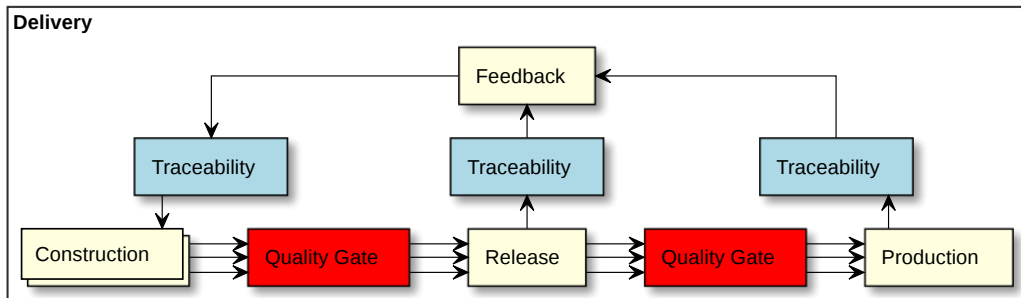 Delivery
Feedback
Traceability
Traceability
Traceability
Construction
Quality Gate
Release
Quality Gate
Production